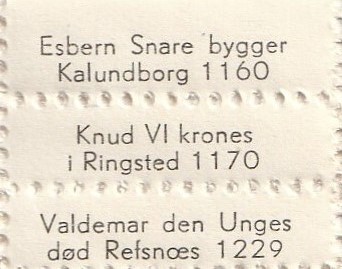 Esbern Snare bygger
Kalundborg 1160
Knud VI krones
i Ringsted 1170
Valdemar den Unges
død Refsnæs 1229